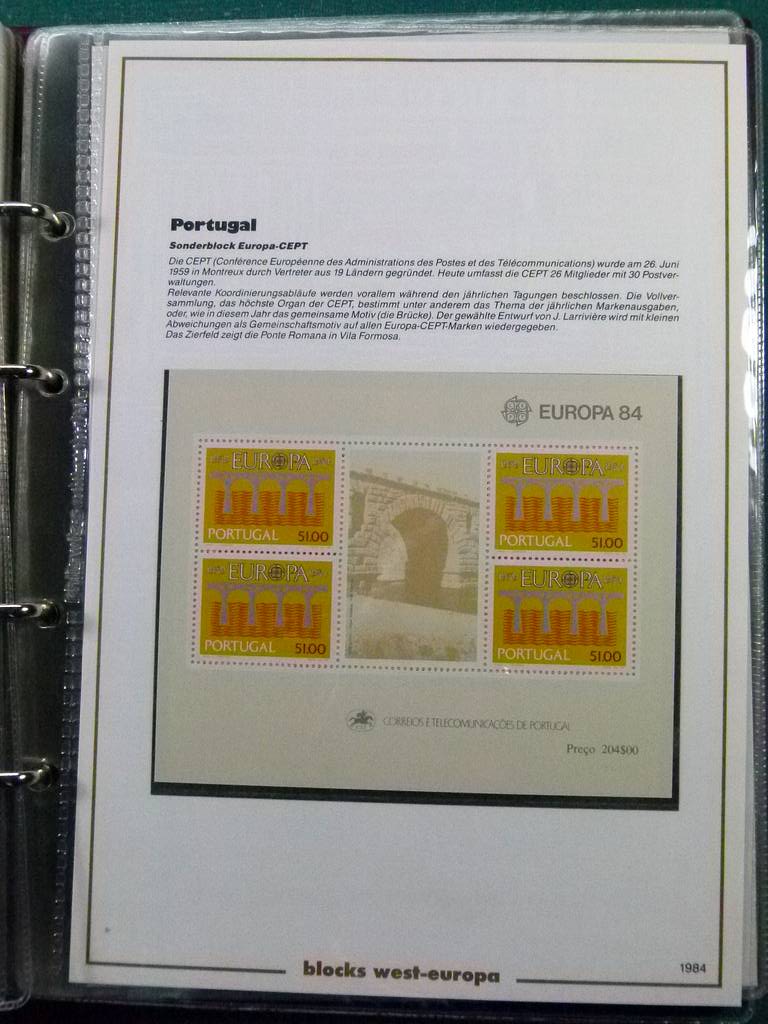 Portugal
Sonderblock Europa-CEPT
Die CEPT (Conférence Européenne des Administrations des Postes et des Télécommunications) wurde am 26. Juni
1959 in Montreux durch Vertreter aus 19 Ländern gegründet. Heute umfasst die CEPT 26 Mitglieder mit 30 Postver-
waltungen.
Relevante Koordinierungsabläufe werden vorallem während den jährlichen Tagungen beschlossen. Die Vollver-
sammlung, das höchste Organ der CEPT, bestimmt unter anderem das Thema der jährlichen Markenausgaben,
oder, wie in diesem Jahr das gemeinsame Motiv (die Brücke). Der gewählte Entwurf von J. Larrivière wird mit kleinen
Abweichungen als Gemeinschaftsmotiv auf allen Europa-CEPT-Marken wiedergegeben.
Das Zierfeld zeigt die Ponte Romana in Vila Formosa.
EUROPA 84
EUROPA
PORTUGAL 51.00
EUROPA
PORTUGAL 51.00
EUROPA
PORTUGAL 51.00
EUROPA
PORTUGAL 51.00
CORREIOS E TELECOMUNICAÇÕES DE PORTUGAL
Preço 204$00
blocks west-europa
1984